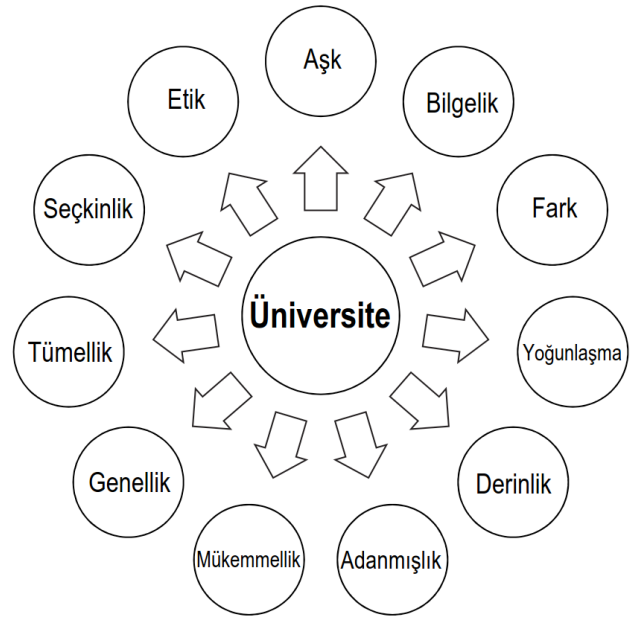 Aşk
Bilgelik
Fark
Yoğunlaşma
Derinlik
Adanmışlık
Mükemmellik
Genellik
Tümellik
Seçkinlik
Etik
Üniversite